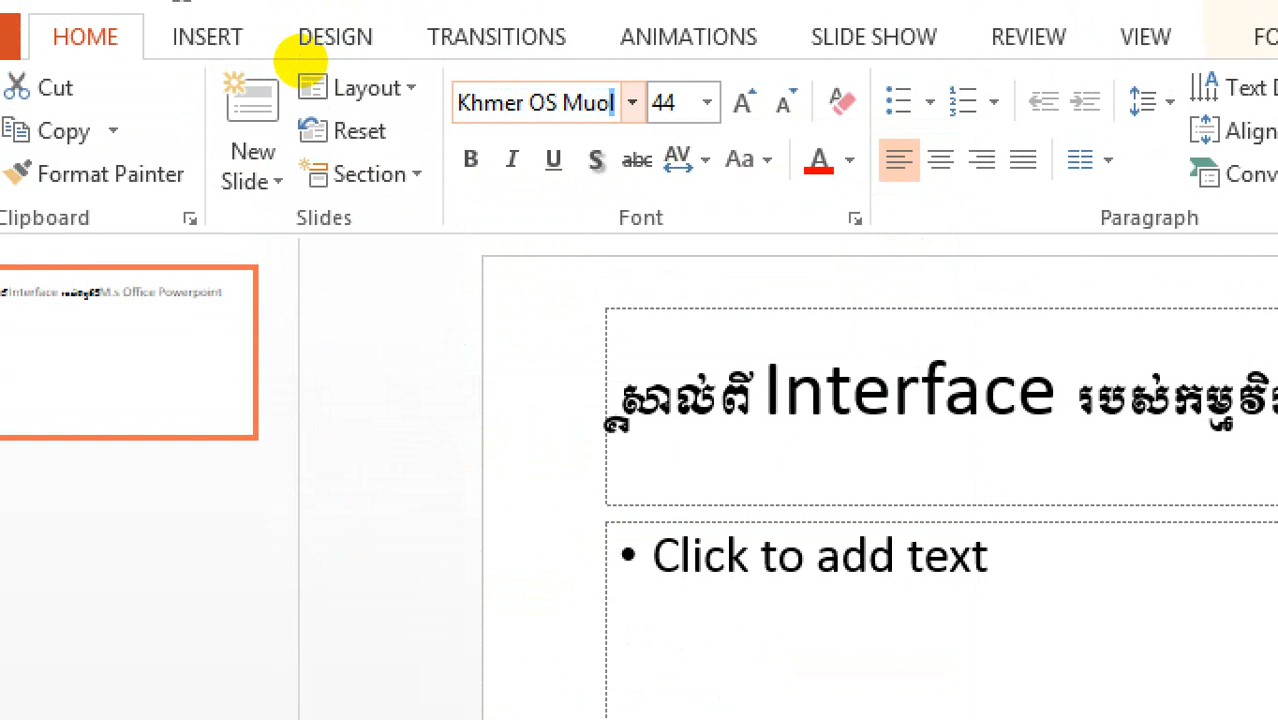 HOME INSERT DESIGN TRANSITIONS ANIMATIONS SLIDE SHOW REVIEW VIEW
Cut
Copy
Format Painter
Clipboard
New
Slide
Layout
Reset
Section
Slides
Khmer OS Muol 44
B I U S abc AV Aa A
Font
Text
Align
Paragraph
Interface M.s Office Powerpoint
ស្គាល់ពី Interface របស់កម្មវិ
• Click to add text